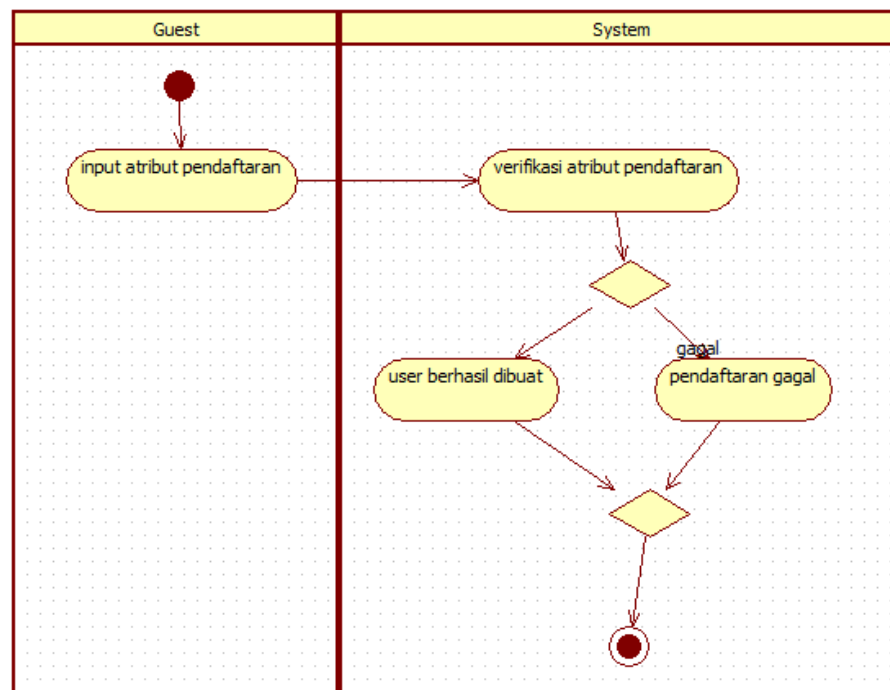 Guest
System
input atribut pendaftaran
verifikasi atribut pendaftaran
gagal
user berhasil dibuat
pendaftaran gagal